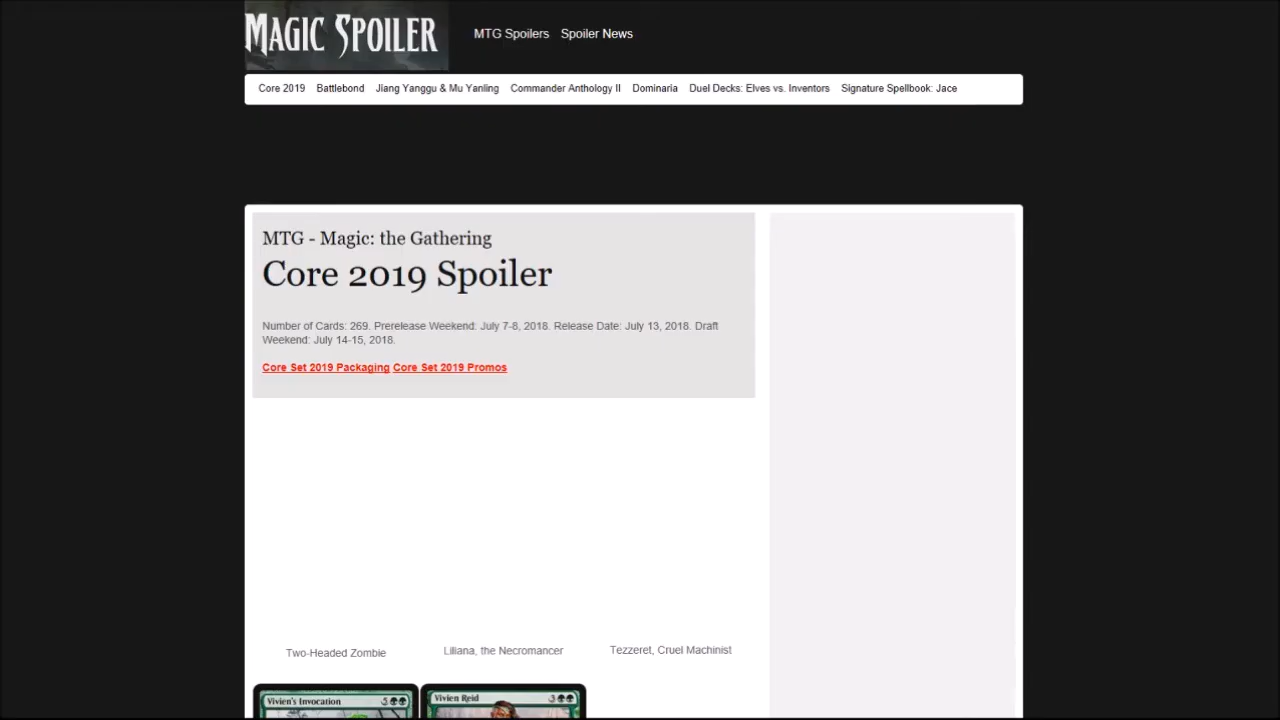 MAGIC SPOILER
MTG Spoilers Spoiler News
Core 2019 Battlebond Jiang Yanggu & Mu Yanling Commander Anthology II Dominaria Duel Decks: Elves vs. Inventors Signature Spellbook: Jace
MTG - Magic: the Gathering
Core 2019 Spoiler
Number of Cards: 269. Prerelease Weekend: July 7-8, 2018. Release Date: July 13, 2018. Draft
Weekend: July 14-15, 2018.
Core Set 2019 Packaging Core Set 2019 Promos
Two-Headed Zombie Liliana, the Necromancer Tezzeret, Cruel Machinist
Vivien's Invocation 5 Vivien Reid 3